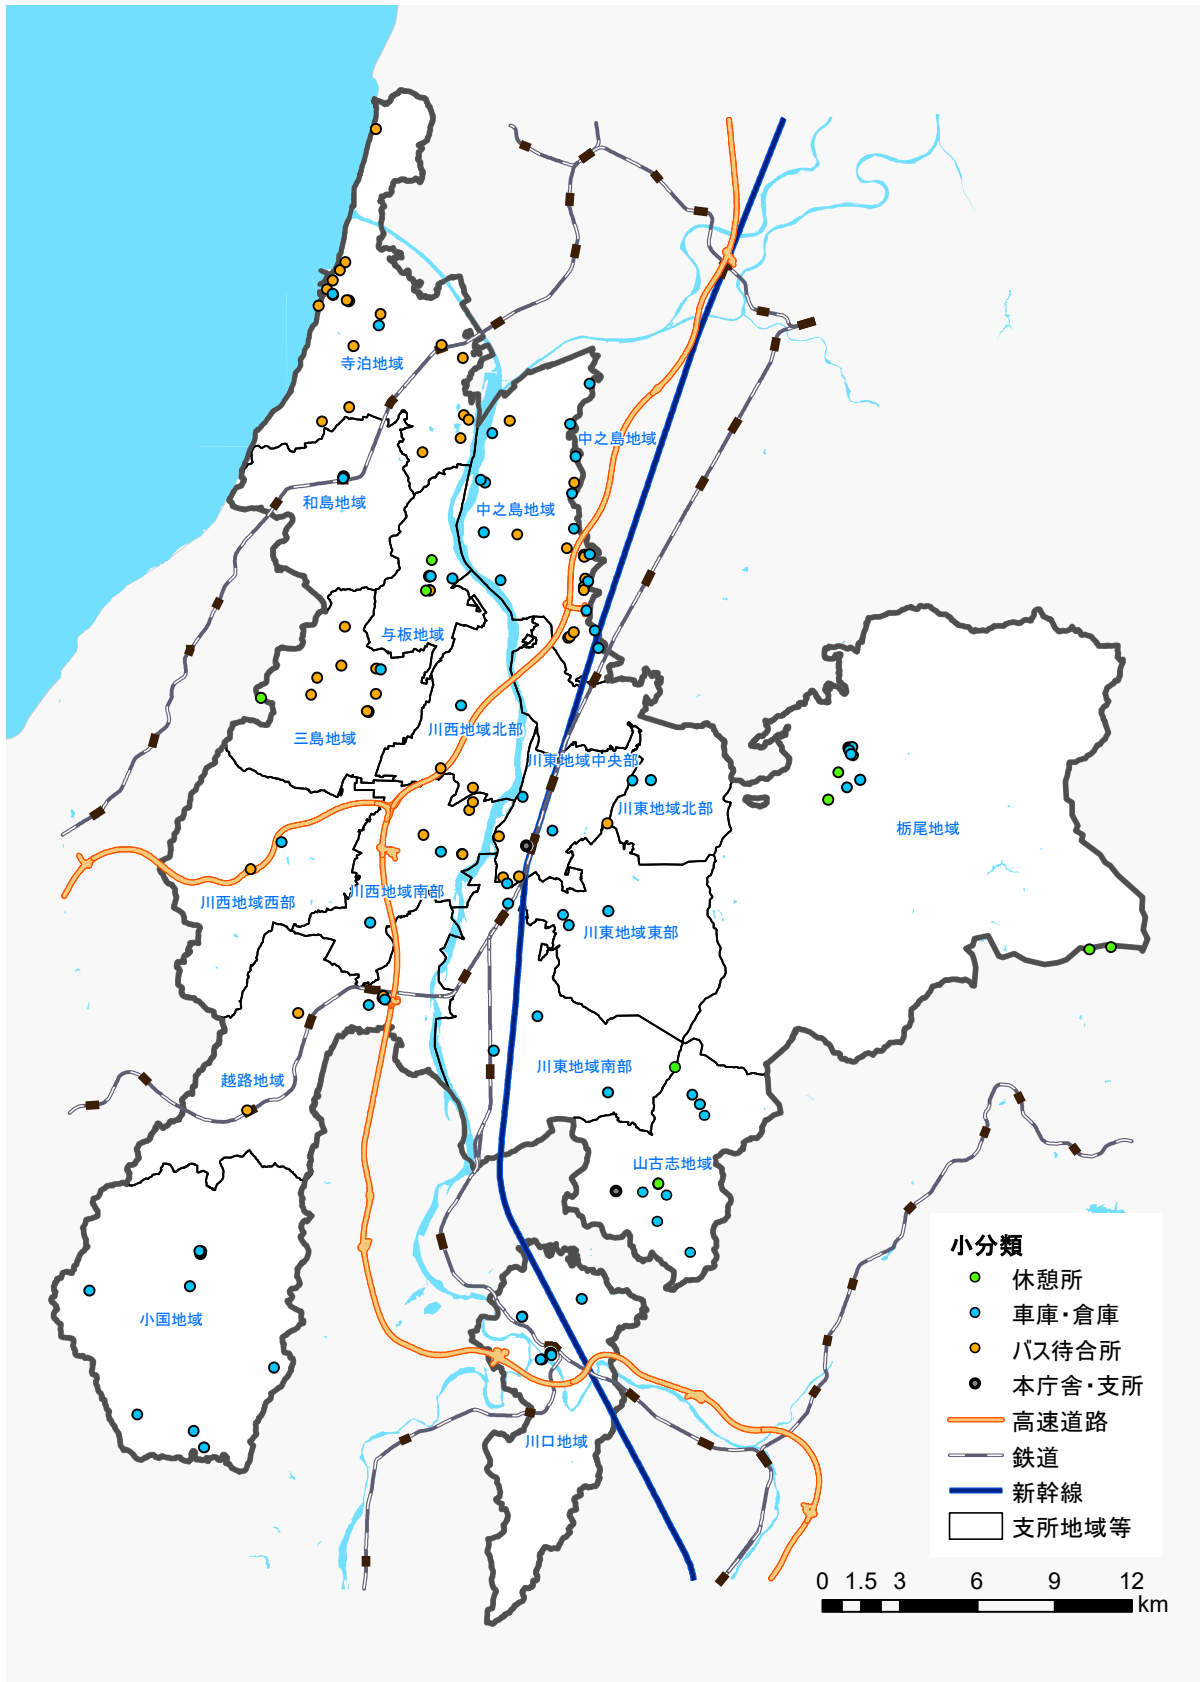 寺泊地域
中之島地域
和島地域
中之島地域
与板地域
川西地域北部
三島地域
川東地域中央部
川東地域北部
栃尾地域
川西地域南部
川西地域西部
川東地域東部
川東地域南部
越路地域
山古志地域
小国地域
川口地域
小分類
休憩所
車庫・倉庫
バス待合所
本庁舎・支所
高速道路
鉄道
新幹線
支所地域等
0 1.5 3 6 9 12
km